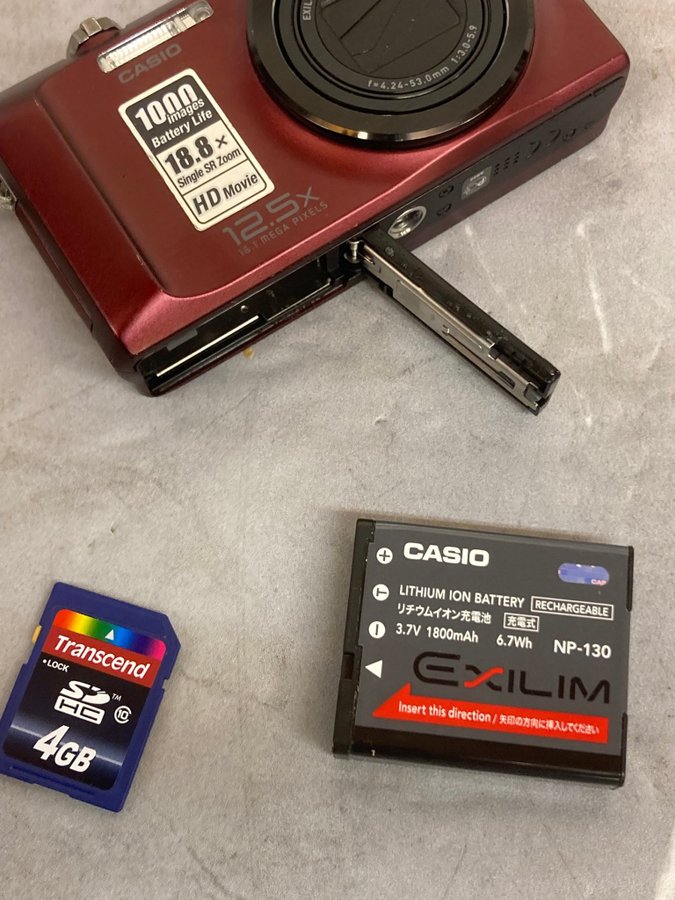 EXIL
f=4.24-53.0mm 1:3.0-5.9
CASIO
1000
images
Battery Life
18.8×
Single SR Zoom
HD Movie
12.5X
16.1 MEGA PIXELS
CASIO
LITHIUM ION BATTERY RECHARGEABLE
リチウムイオン充電池 充電式
3.7V 1800mAh 6.7Wh NP-130
EXILIM
Insert this direction / 矢印の方向に挿入してください
Transcend
•LOCK
SD HC ™ 10
4GB